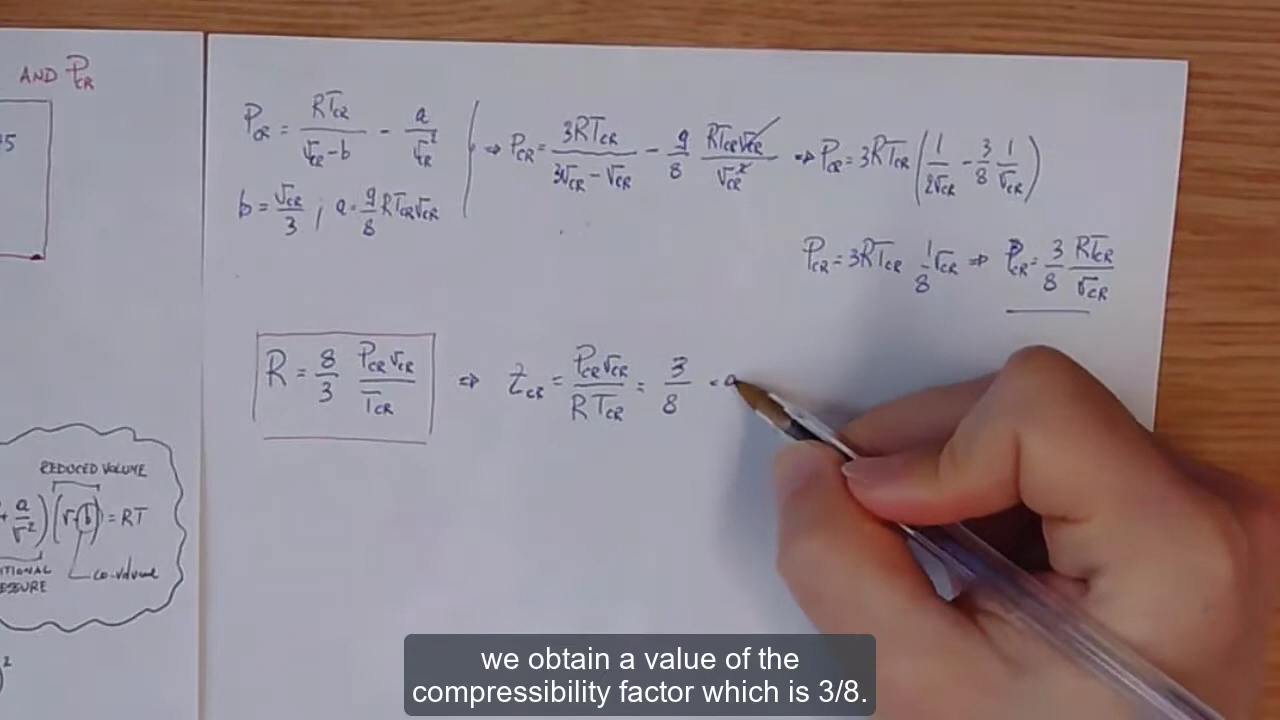 AND P_CR
P_CR = RT_CR / (v_CR - b) - a / v_CR² ⇒ P_CR = 3RT_CR / (3v_CR - v_CR) - 9/8 RT_CR v_CR / v_CR² ⇒ P_CR = 3RT_CR (1/(2v_CR) - 3/8 1/v_CR)
b = v_CR/3 ; a = 9/8 RT_CR v_CR
P_CR = 3RT_CR 1/8 v_CR ⇒ P_CR = 3/8 RT_CR/v_CR
R = 8/3 P_CR v_CR / T_CR ⇒ Z_CR = P_CR v_CR / RT_CR = 3/8 =
REDUCED VOLUME
+ a/v²) (v-b) = RT
co-volume
we obtain a value of the
compressibility factor which is 3/8.